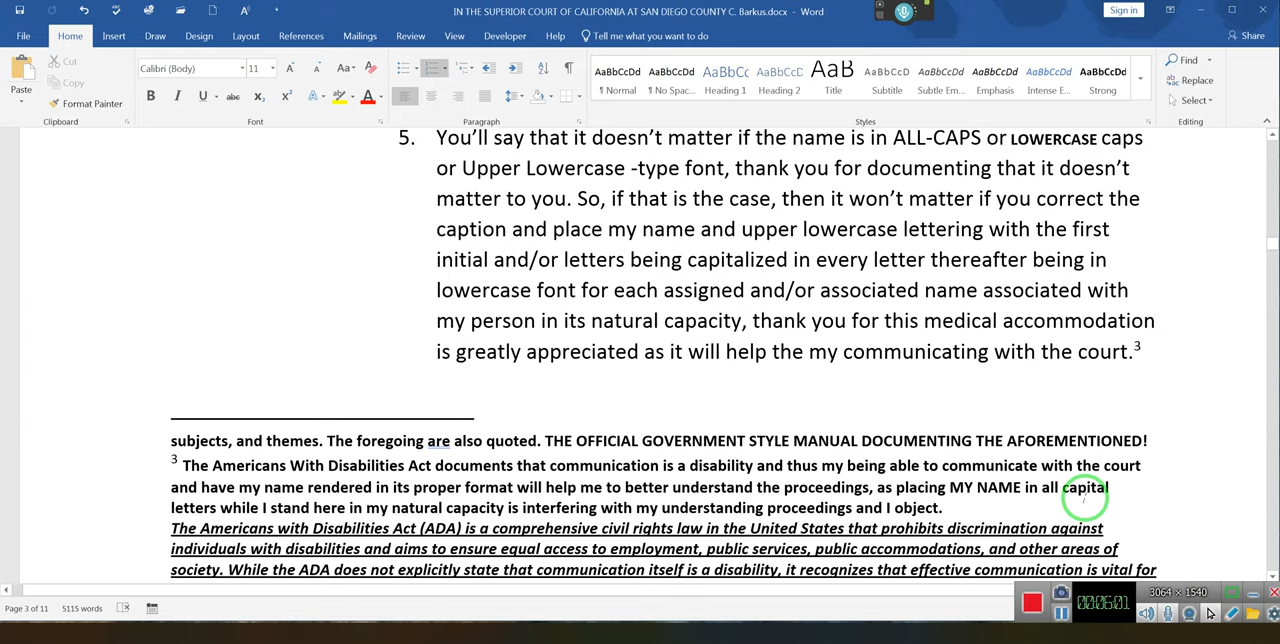 IN THE SUPERIOR COURT OF CALIFORNIA AT SAN DIEGO COUNTY C. Barkus.docx - Word
Sign in
File Home Insert Draw Design Layout References Mailings Review View Developer Help Tell me what you want to do Share
Paste
Cut
Copy
Format Painter
Clipboard
Calibri (Body) 11
Font
Paragraph
AaBbCcDd AaBbCcDd AaBbCc AaBbCcD AaB AaBbCcD AaBbCcDd AaBbCcDd AaBbCcDd AaBbCcDd
¶ Normal ¶ No Spac... Heading 1 Heading 2 Title Subtitle Subtle Em... Emphasis Intense E... Strong
Styles
Find
Replace
Select
Editing
5. You’ll say that it doesn’t matter if the name is in ALL-CAPS or LOWERCASE caps
or Upper Lowercase -type font, thank you for documenting that it doesn’t
matter to you. So, if that is the case, then it won’t matter if you correct the
caption and place my name and upper lowercase lettering with the first
initial and/or letters being capitalized in every letter thereafter being in
lowercase font for each assigned and/or associated name associated with
my person in its natural capacity, thank you for this medical accommodation
is greatly appreciated as it will help the my communicating with the court.3
subjects, and themes. The foregoing are also quoted. THE OFFICIAL GOVERNMENT STYLE MANUAL DOCUMENTING THE AFOREMENTIONED!
3 The Americans With Disabilities Act documents that communication is a disability and thus my being able to communicate with the court
and have my name rendered in its proper format will help me to better understand the proceedings, as placing MY NAME in all capital
letters while I stand here in my natural capacity is interfering with my understanding proceedings and I object.
The Americans with Disabilities Act (ADA) is a comprehensive civil rights law in the United States that prohibits discrimination against
individuals with disabilities and aims to ensure equal access to employment, public services, public accommodations, and other areas of
society. While the ADA does not explicitly state that communication itself is a disability, it recognizes that effective communication is vital for
Page 3 of 11 5115 words
3064 × 1540
00:06:01